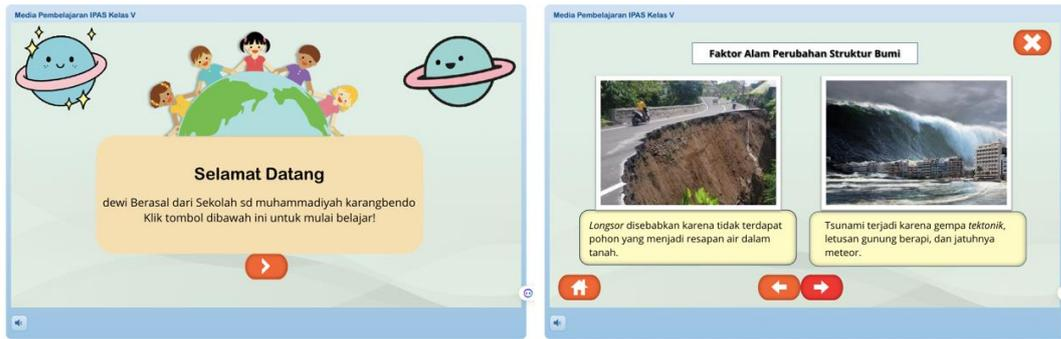 Media Pembelajaran IPAS Kelas V
Selamat Datang
dewi Berasal dari Sekolah sd muhammadiyah karangbendo
Klik tombol dibawah ini untuk mulai belajar!
Media Pembelajaran IPAS Kelas V
Faktor Alam Perubahan Struktur Bumi
Longsor disebabkan karena tidak terdapat
pohon yang menjadi resapan air dalam
tanah.
Tsunami terjadi karena gempa tektonik,
letusan gunung berapi, dan jatuhnya
meteor.